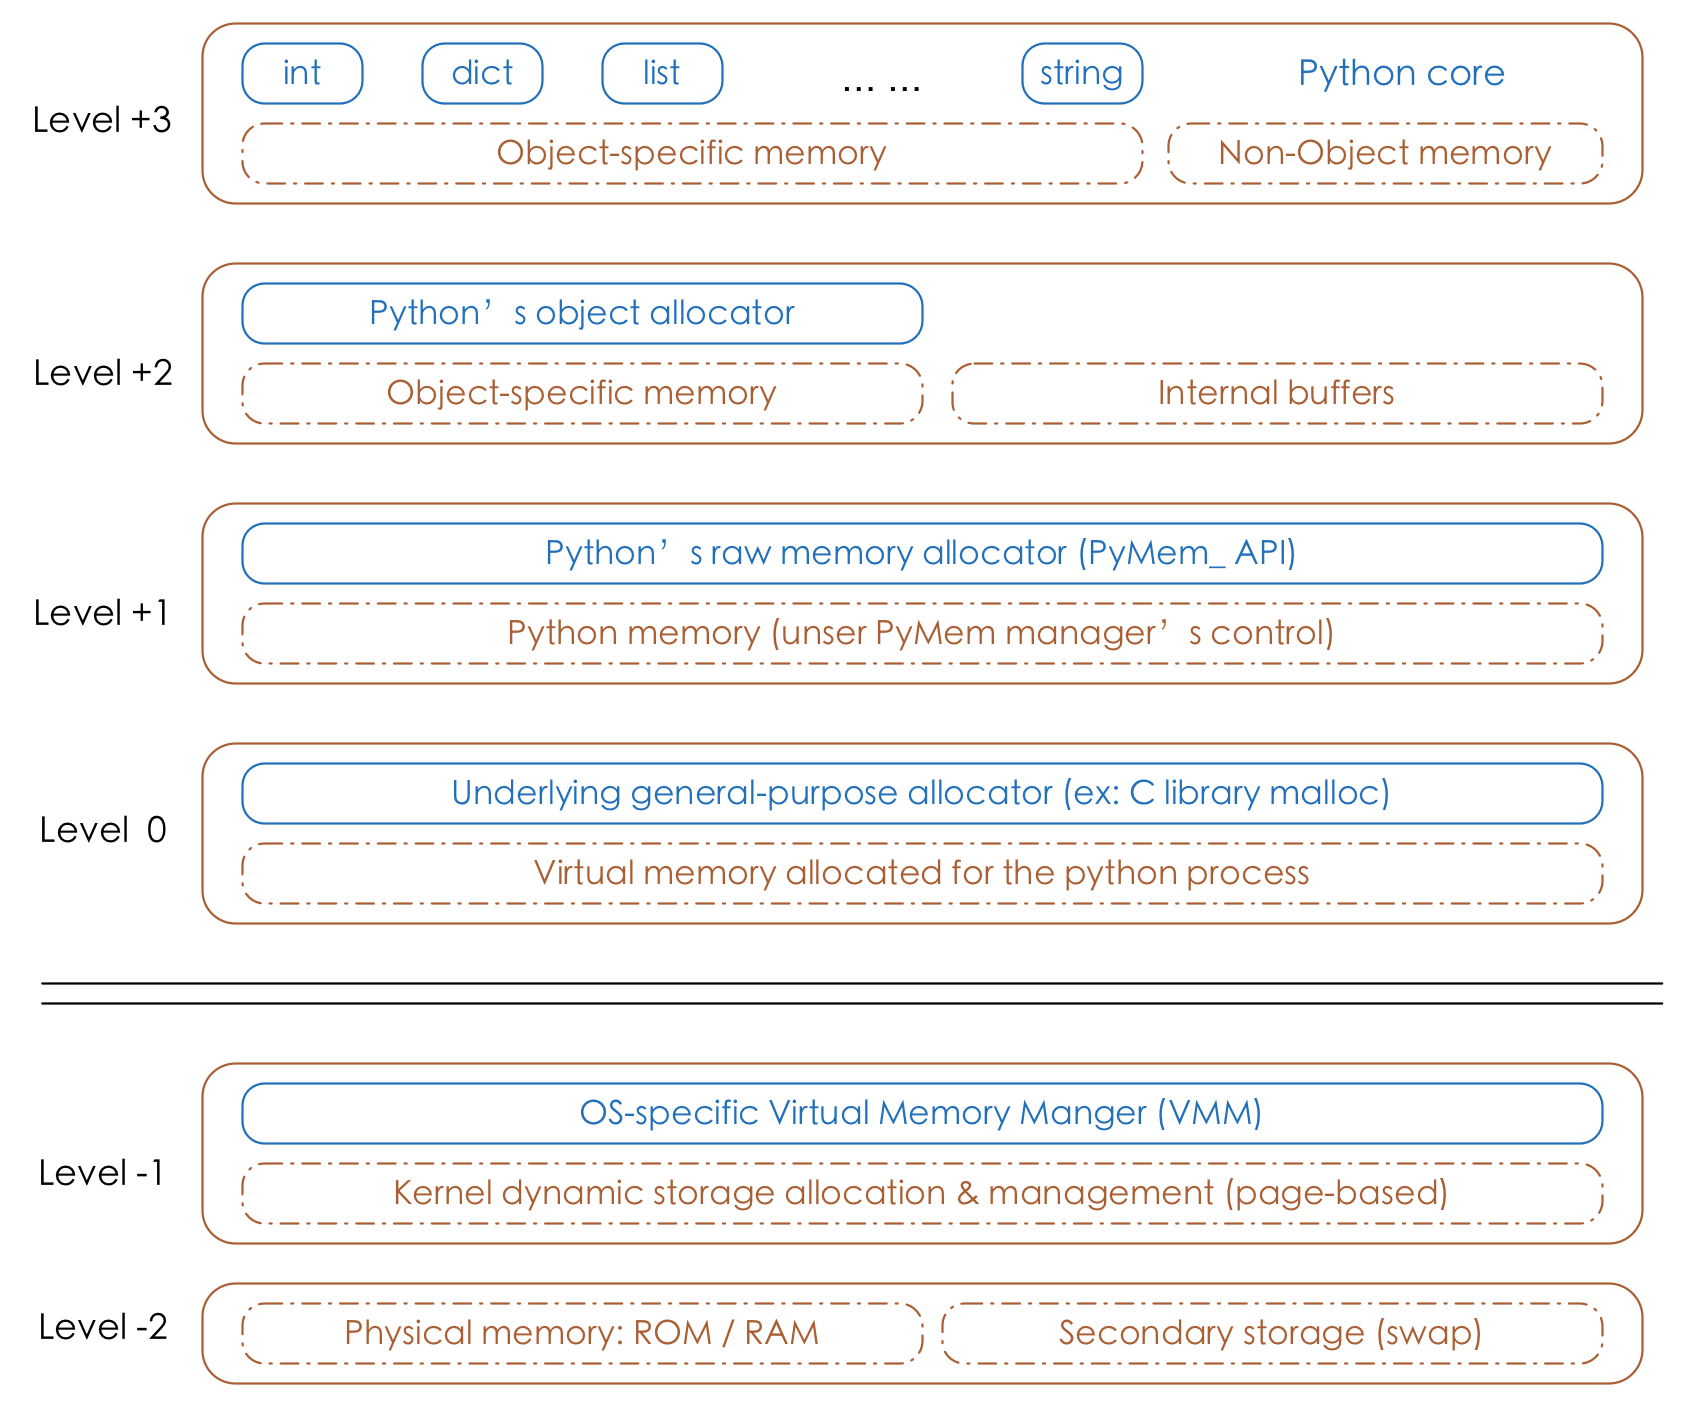 int dict list ... ... string Python core
Level +3
Object-specific memory Non-Object memory
Python’s object allocator
Level +2
Object-specific memory Internal buffers
Python’s raw memory allocator (PyMem_ API)
Level +1
Python memory (unser PyMem manager’s control)
Underlying general-purpose allocator (ex: C library malloc)
Level 0
Virtual memory allocated for the python process
OS-specific Virtual Memory Manger (VMM)
Level -1
Kernel dynamic storage allocation & management (page-based)
Level -2
Physical memory: ROM / RAM Secondary storage (swap)